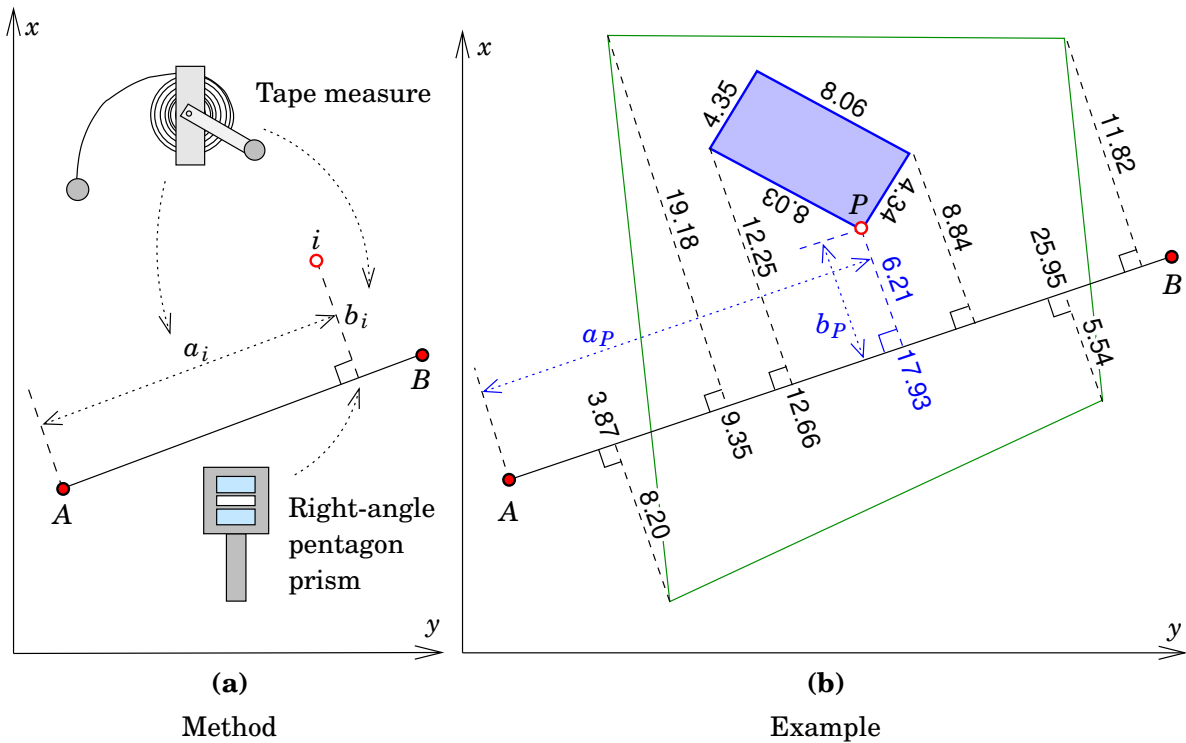 x
Tape measure
i
b_i
a_i
B
A
Right-angle
pentagon
prism
y
(a)
Method
x
4.35
8.06
11.82
8.03
P
4.34
19.18
12.25
8.84
25.95
6.21
a_P
b_P
B
5.54
17.93
3.87
9.35
12.66
A
8.20
y
(b)
Example